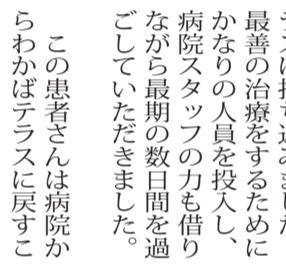 最善の治療をするために
かなりの人員を投入し、
病院スタッフの力も借り
ながら最期の数日間を過
ごしていただきました。
この患者さんは病院か
らわかばテラスに戻すこ